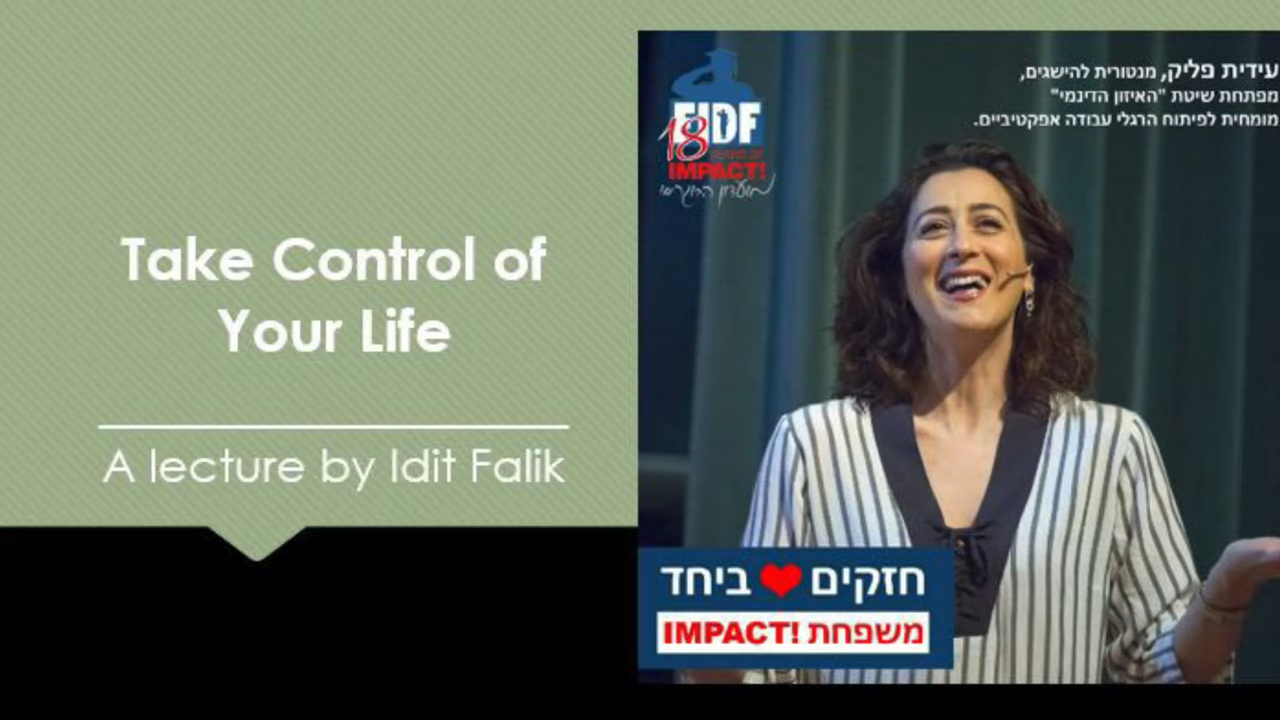 Take Control of
Your Life
A lecture by Idit Falik
עידית פליק, מנטורית להישגים,
מפתחת שיטת "האיזון הדינמי"
מומחית לפיתוח הרגלי עבודה אפקטיביים.
FIDF
18
IMPACT!
חזקים ביחד
משפחת IMPACT!